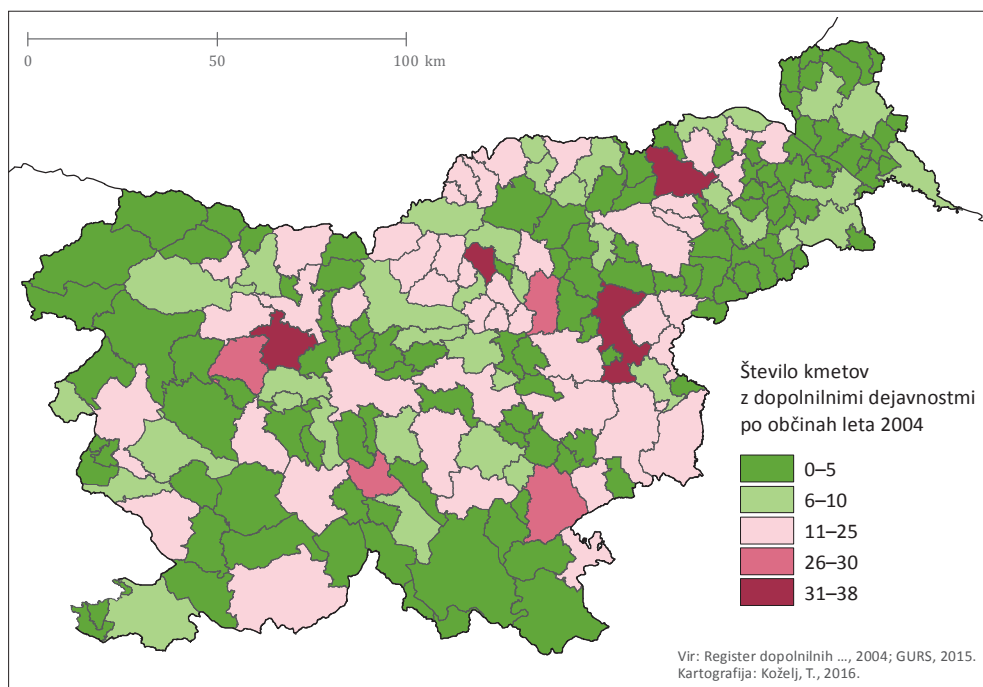 0 50 100 km
Število kmetov
z dopolnilnimi dejavnostmi
po občinah leta 2004
0–5
6–10
11–25
26–30
31–38
Vir: Register dopolnilnih ..., 2004; GURS, 2015.
Kartografija: Koželj, T., 2016.